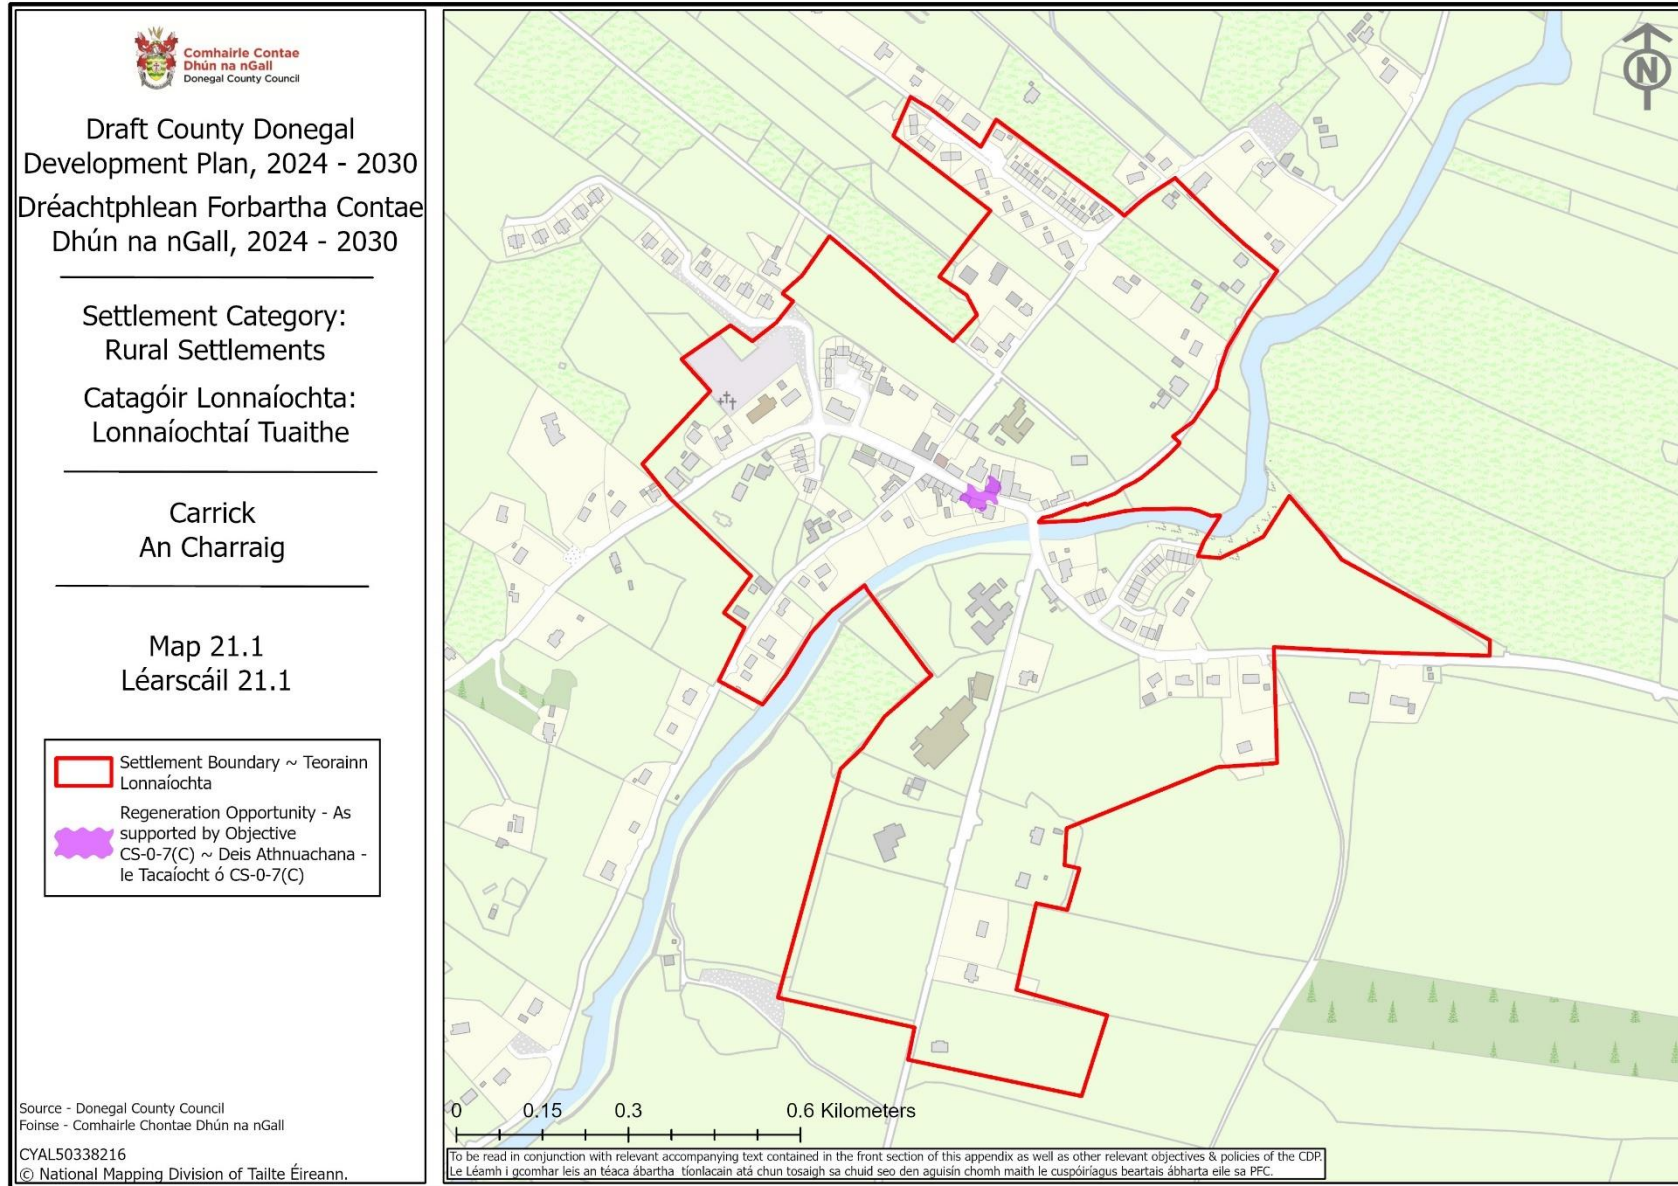 Comhairle Contae
Dhún na nGall
Donegal County Council
Draft County Donegal
Development Plan, 2024 - 2030
Dréachtphlean Forbartha Contae
Dhún na nGall, 2024 - 2030
Settlement Category:
Rural Settlements
Catagóir Lonnaíochta:
Lonnaíochtaí Tuaithe
Carrick
An Charraig
Map 21.1
Léarscáil 21.1
Settlement Boundary ~ Teorainn
Lonnaíochta
Regeneration Opportunity - As
supported by Objective
CS-0-7(C) ~ Deis Athnuachana -
le Tacaíocht ó CS-0-7(C)
Source - Donegal County Council
Foinse - Comhairle Chontae Dhún na nGall
CYAL50338216
© National Mapping Division of Tailte Éireann.
N
0 0.15 0.3 0.6 Kilometers
To be read in conjunction with relevant accompanying text contained in the front section of this appendix as well as other relevant objectives & policies of the CDP.
Le Léamh i gcomhar leis an téaca ábartha tíonlacain atá chun tosaigh sa chuid seo den aguisín chomh maith le cuspóiríagus beartais ábharta eile sa PFC.